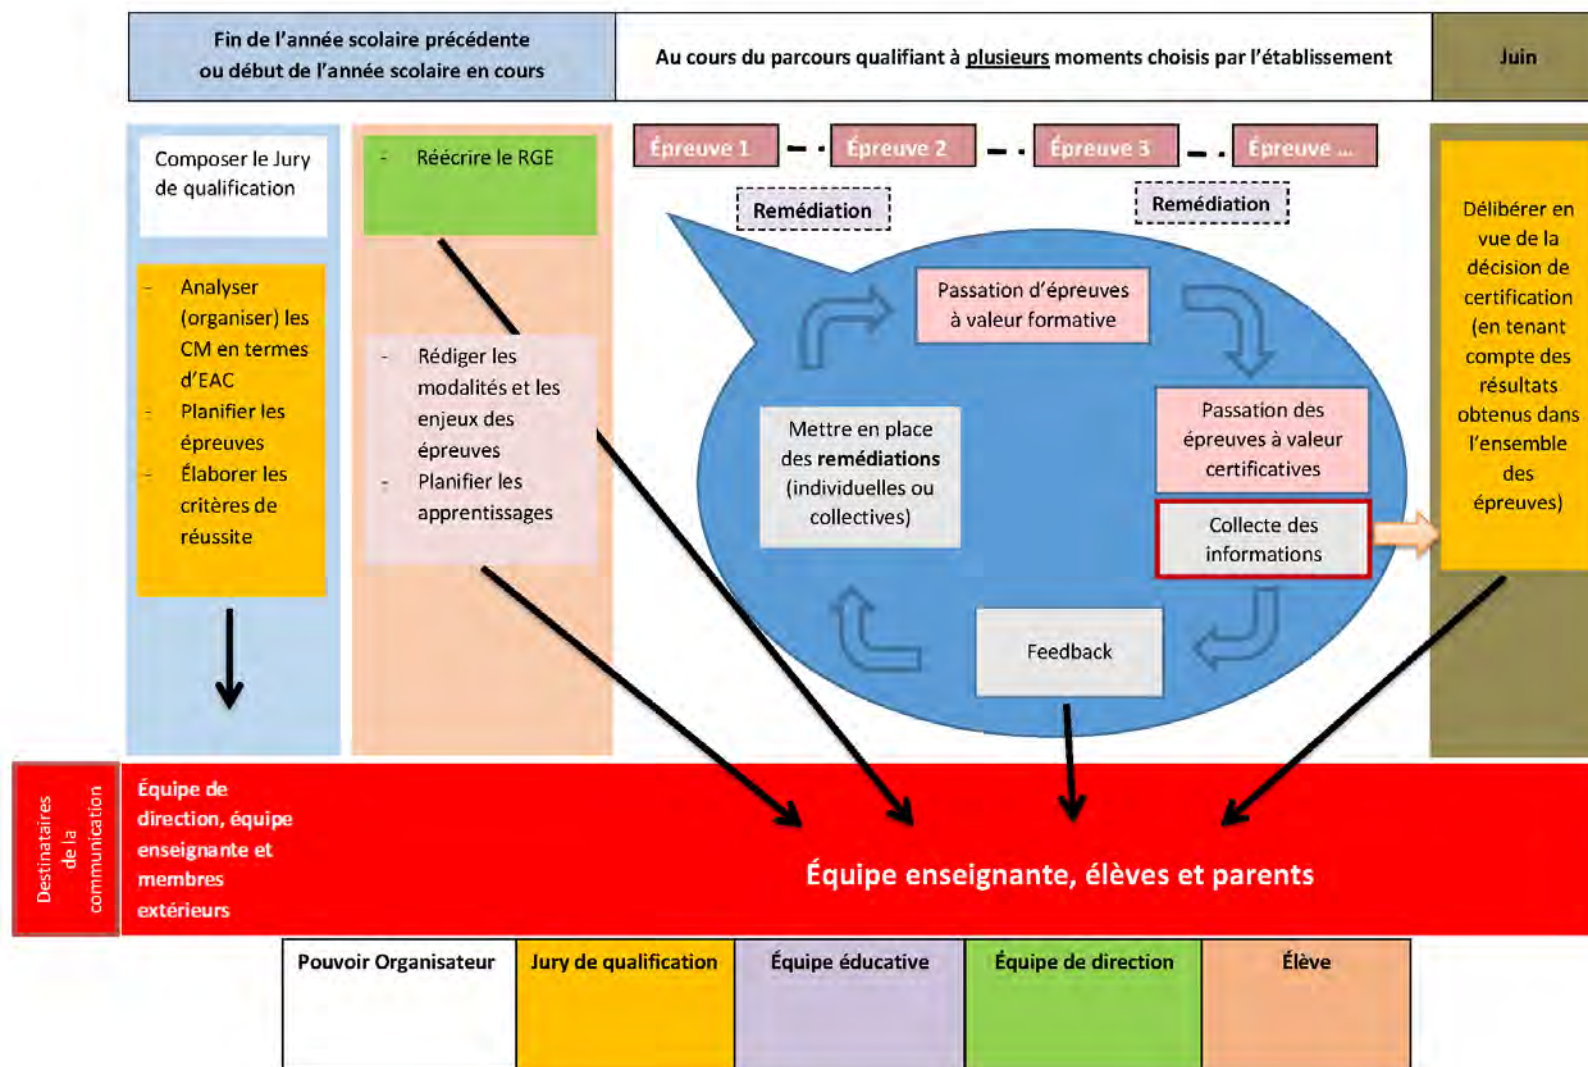 Fin de l'année scolaire précédente
ou début de l'année scolaire en cours
Au cours du parcours qualifiant à plusieurs moments choisis par l'établissement
Juin
Composer le Jury
de qualification
- Réécrire le RGE
Épreuve 1
Épreuve 2
Épreuve 3
Épreuve ...
Remédiation
Remédiation
- Analyser
(organiser) les
CM en termes
d'EAC
- Planifier les
épreuves
- Élaborer les
critères de
réussite
- Rédiger les
modalités et les
enjeux des
épreuves
- Planifier les
apprentissages
Passation d'épreuves
à valeur formative
Passation des
épreuves à valeur
certificatives
Collecte des
informations
Feedback
Mettre en place
des remédiations
(individuelles ou
collectives)
Délibérer en
vue de la
décision de
certification
(en tenant
compte des
résultats
obtenus dans
l'ensemble
des
épreuves)
Destinataires
de la
communication
Équipe de
direction, équipe
enseignante et
membres
extérieurs
Équipe enseignante, élèves et parents
Pouvoir Organisateur
Jury de qualification
Équipe éducative
Équipe de direction
Élève